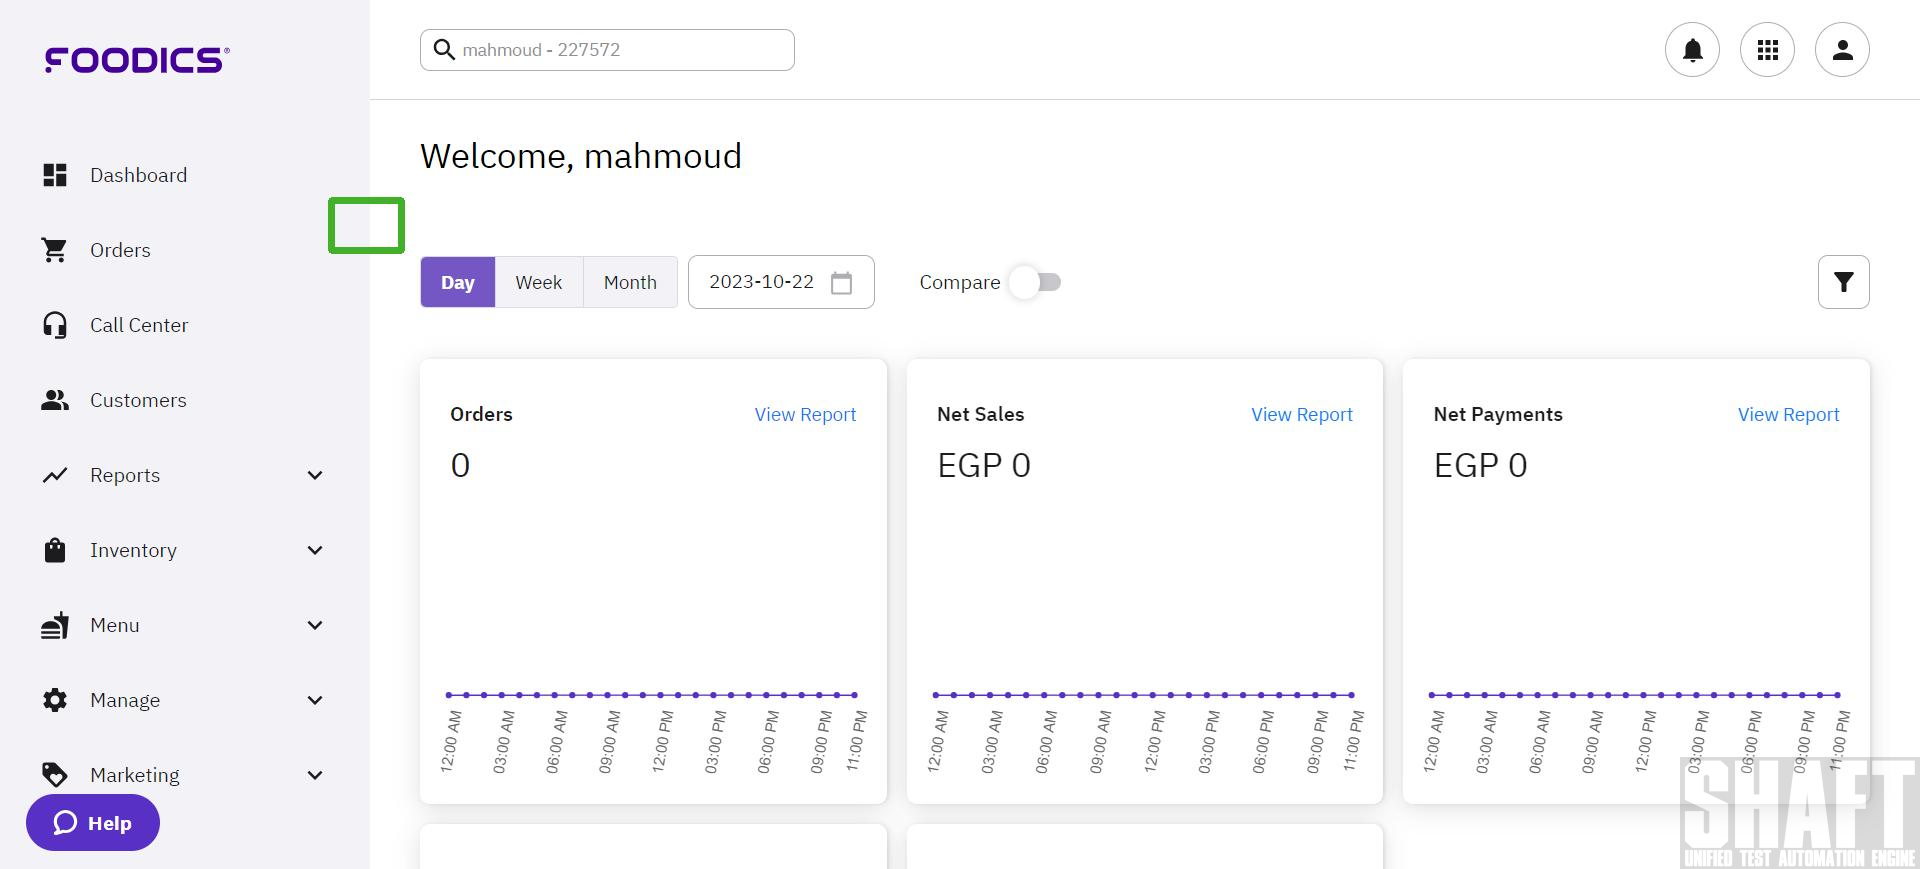 FOODICS®
mahmoud - 227572
Dashboard
Orders
Call Center
Customers
Reports
Inventory
Menu
Manage
Marketing
Help
Welcome, mahmoud
Day Week Month 2023-10-22 Compare
Orders View Report
0
12:00 AM 03:00 AM 06:00 AM 09:00 AM 12:00 PM 03:00 PM 06:00 PM 09:00 PM 11:00 PM
Net Sales View Report
EGP 0
12:00 AM 03:00 AM 06:00 AM 09:00 AM 12:00 PM 03:00 PM 06:00 PM 09:00 PM 11:00 PM
Net Payments View Report
EGP 0
12:00 AM 03:00 AM 06:00 AM 09:00 AM 12:00 PM 03:00 PM 06:00 PM 09:00 PM 11:00 PM
SHAFT
UNIFIED TEST AUTOMATION ENGINE